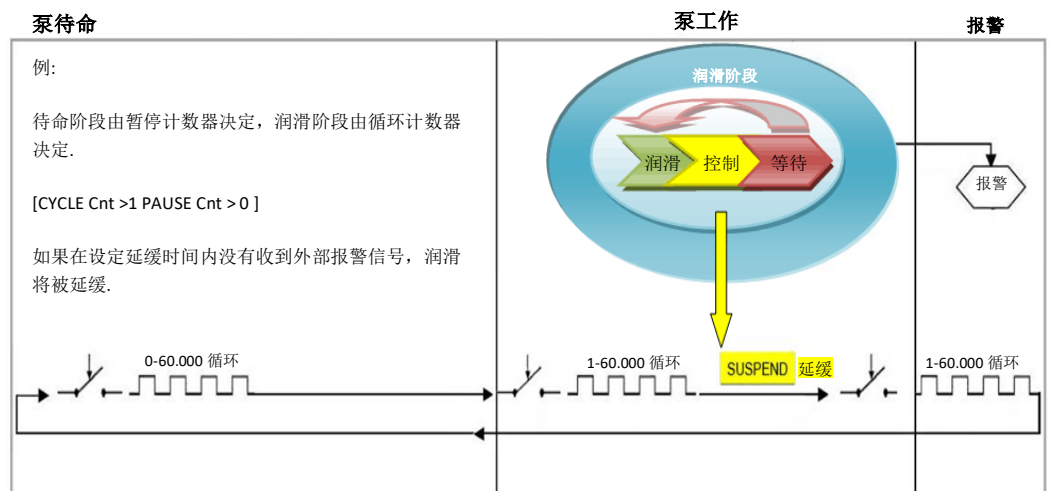 泵待命
泵工作
报警
例:
待命阶段由暂停计数器决定，润滑阶段由循环计数器
决定.
[CYCLE Cnt >1 PAUSE Cnt > 0 ]
如果在设定延缓时间内没有收到外部报警信号，润滑
将被延缓.
润滑阶段
润滑
控制
等待
报警
0-60.000 循环
1-60.000 循环
SUSPEND 延缓
1-60.000 循环